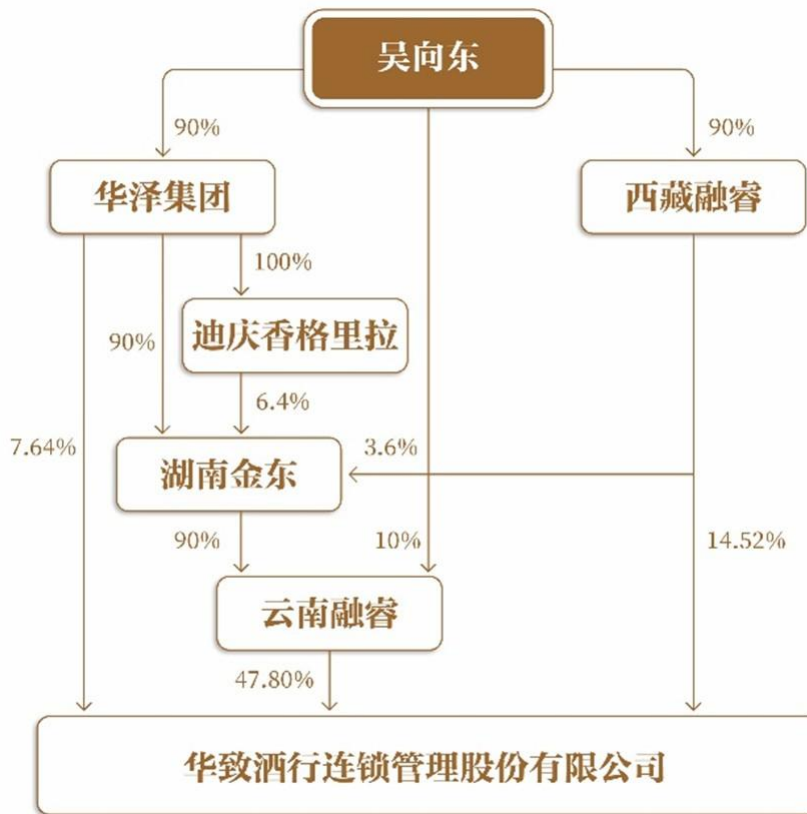 吴向东
90%
90%
华泽集团
西藏融睿
100%
迪庆香格里拉
90%
6.4%
7.64%
3.6%
湖南金东
90%
10%
14.52%
云南融睿
47.80%
华致酒行连锁管理股份有限公司